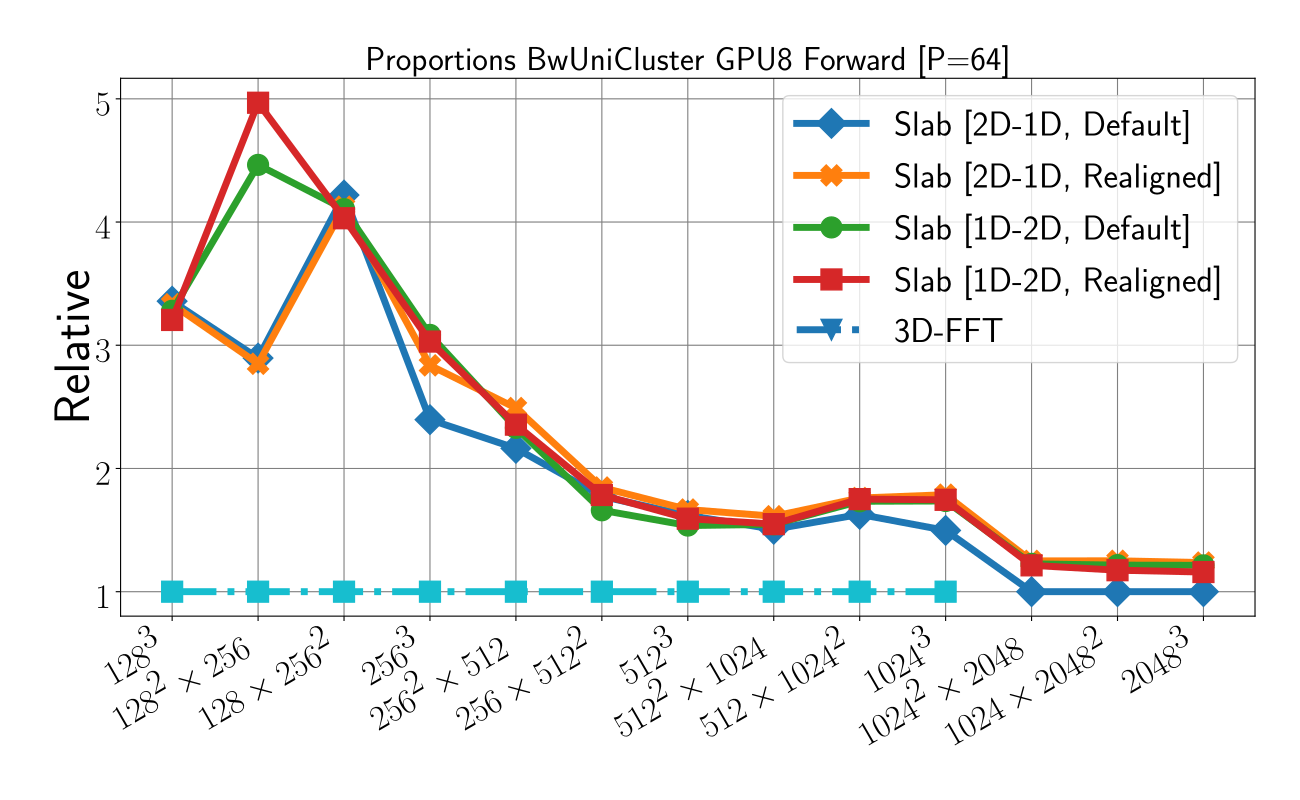 Proportions BwUniCluster GPU8 Forward [P=64]
Relative
5
4
3
2
1
Slab [2D-1D, Default]
Slab [2D-1D, Realigned]
Slab [1D-2D, Default]
Slab [1D-2D, Realigned]
3D-FFT
128³
128² × 256
128 × 256²
256³
256² × 512
256 × 512²
512³
512² × 1024
512 × 1024²
1024³
1024² × 2048
1024 × 2048²
2048³